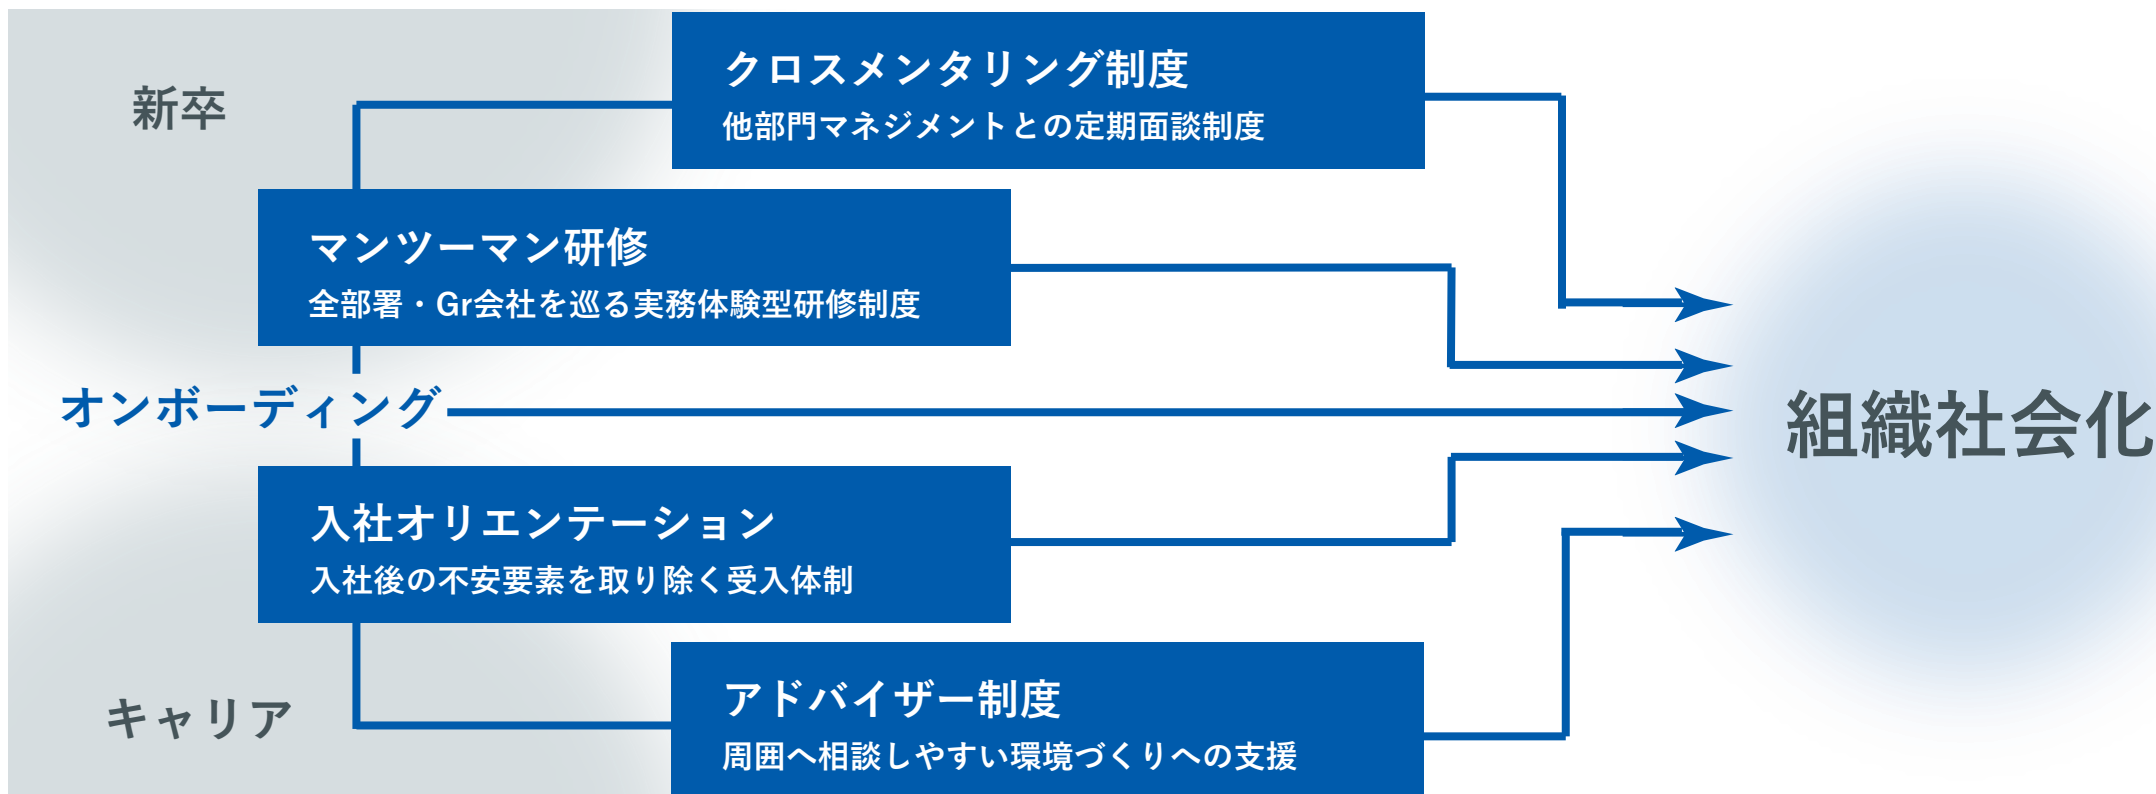 新卒
クロスメンタリング制度
他部門マネジメントとの定期面談制度
マンツーマン研修
全部署・Gr会社を巡る実務体験型研修制度
オンボーディング
組織社会化
入社オリエンテーション
入社後の不安要素を取り除く受入体制
キャリア
アドバイザー制度
周囲へ相談しやすい環境づくりへの支援